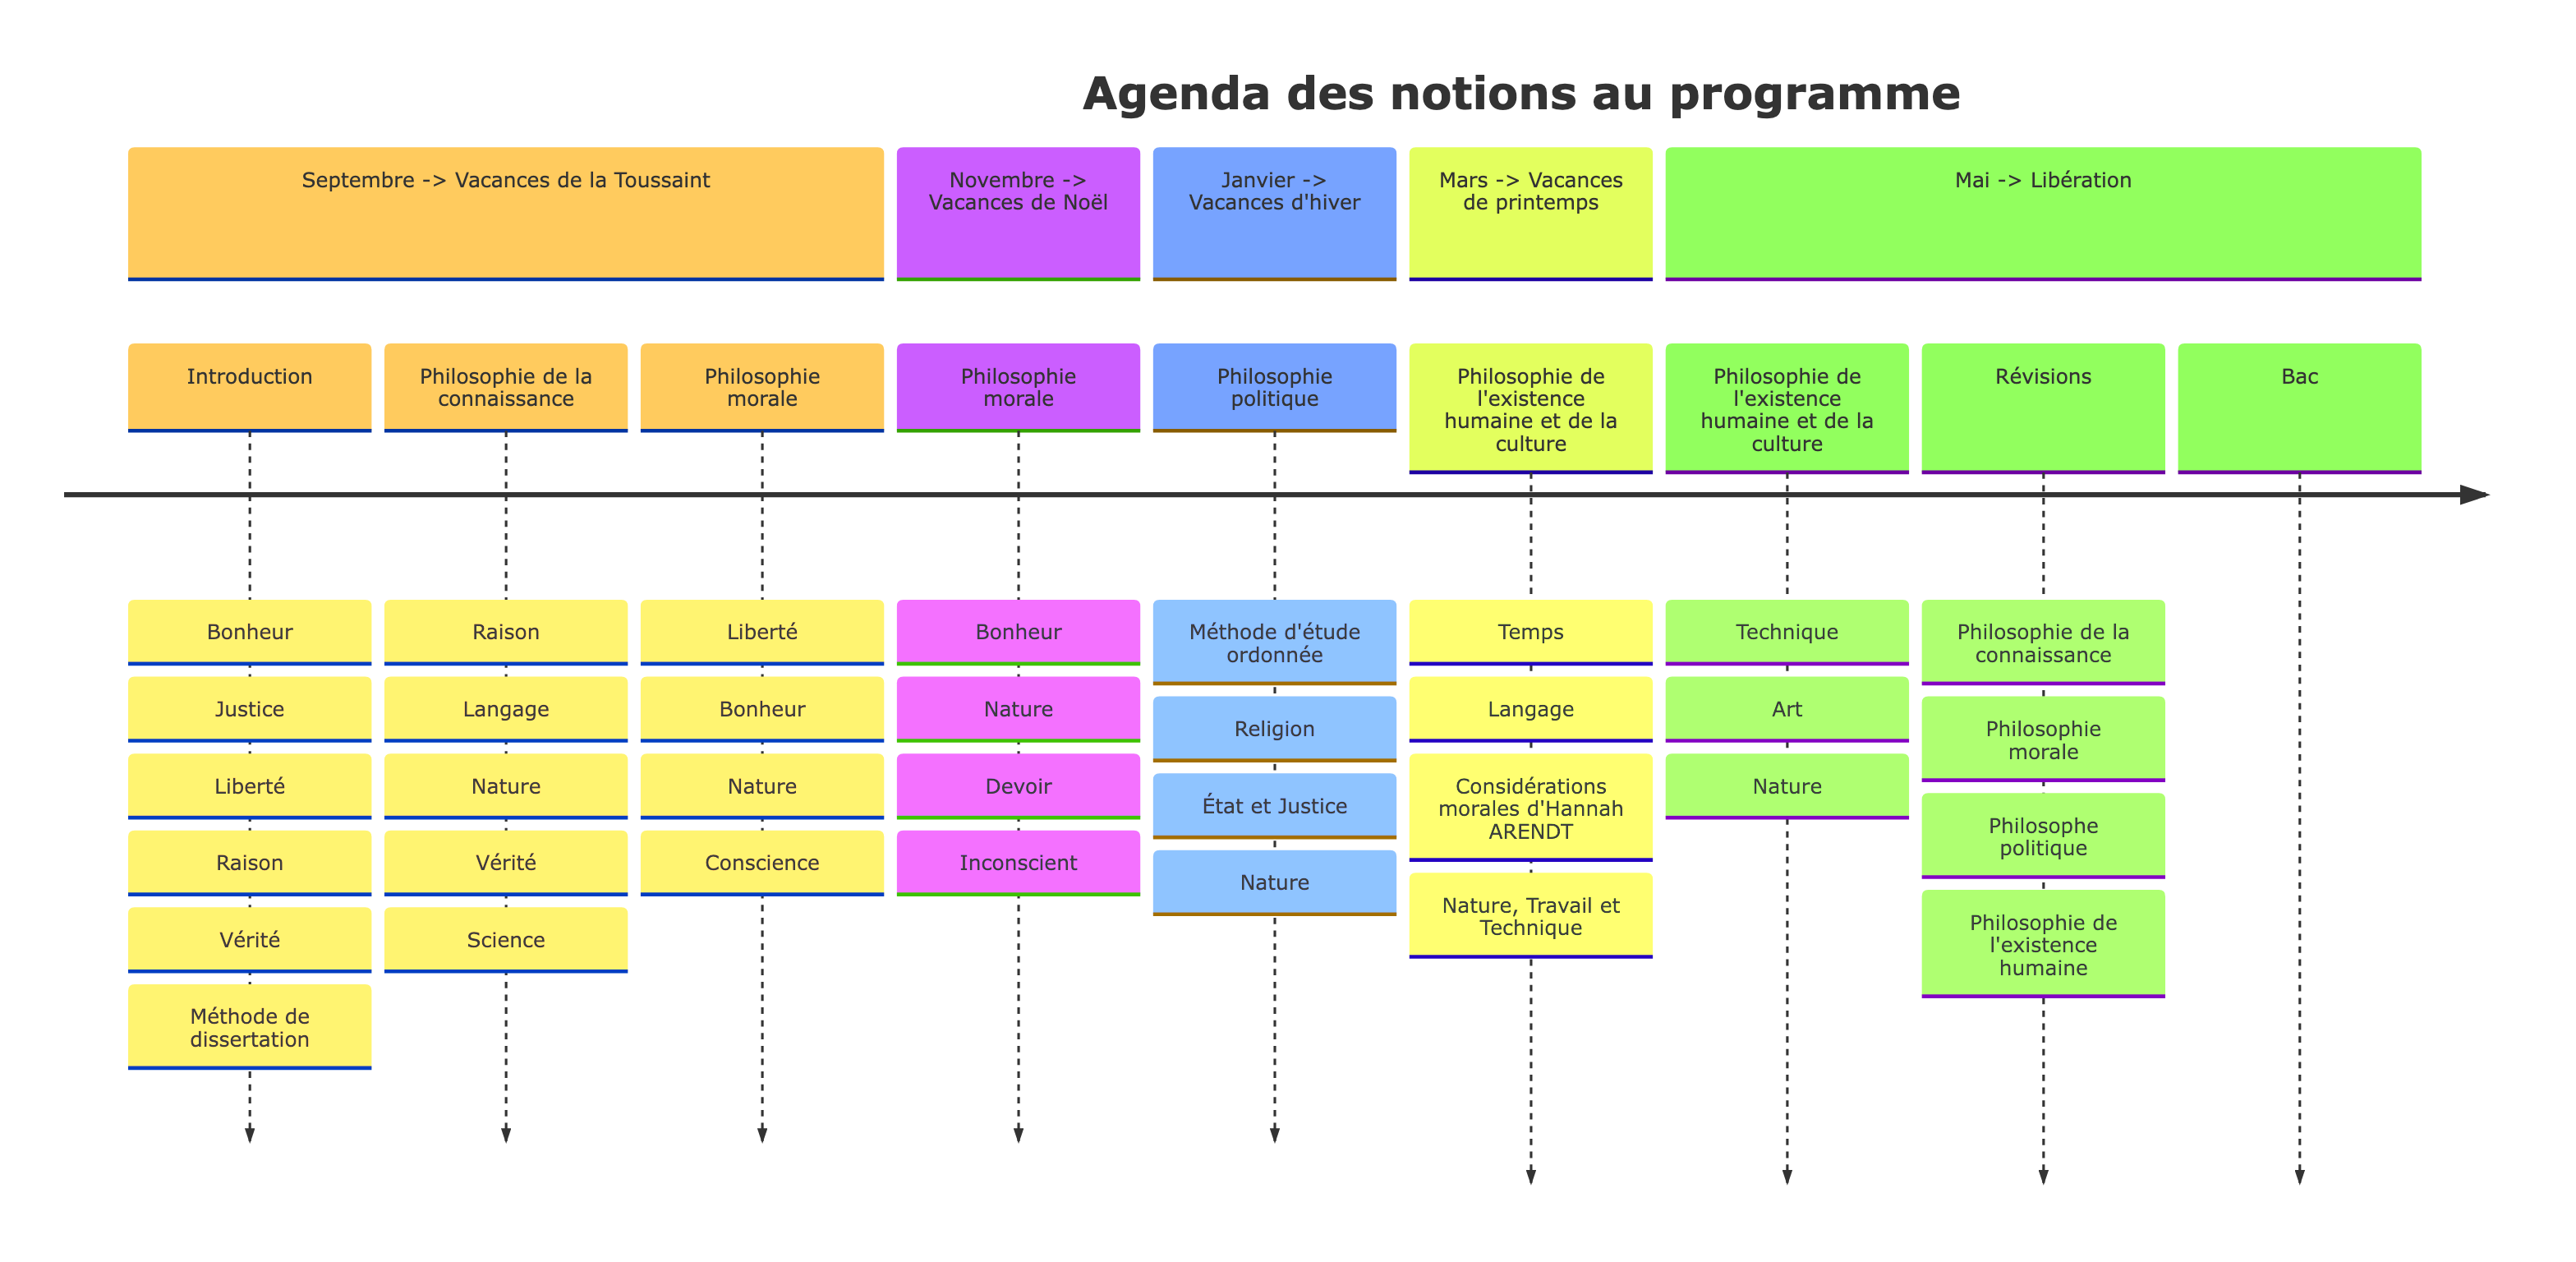 Agenda des notions au programme
Septembre -> Vacances de la Toussaint
Novembre ->
Vacances de Noël
Janvier ->
Vacances d'hiver
Mars -> Vacances
de printemps
Mai -> Libération
Introduction
Philosophie de la
connaissance
Philosophie
morale
Philosophie
morale
Philosophie
politique
Philosophie de
l'existence
humaine et de la
culture
Philosophie de
l'existence
humaine et de la
culture
Révisions
Bac
Bonheur
Justice
Liberté
Raison
Vérité
Méthode de
dissertation
Raison
Langage
Nature
Vérité
Science
Liberté
Bonheur
Nature
Conscience
Bonheur
Nature
Devoir
Inconscient
Méthode d'étude
ordonnée
Religion
État et Justice
Nature
Temps
Langage
Considérations
morales d'Hannah
ARENDT
Nature, Travail et
Technique
Technique
Art
Nature
Philosophie de la
connaissance
Philosophie
morale
Philosophe
politique
Philosophie de
l'existence
humaine